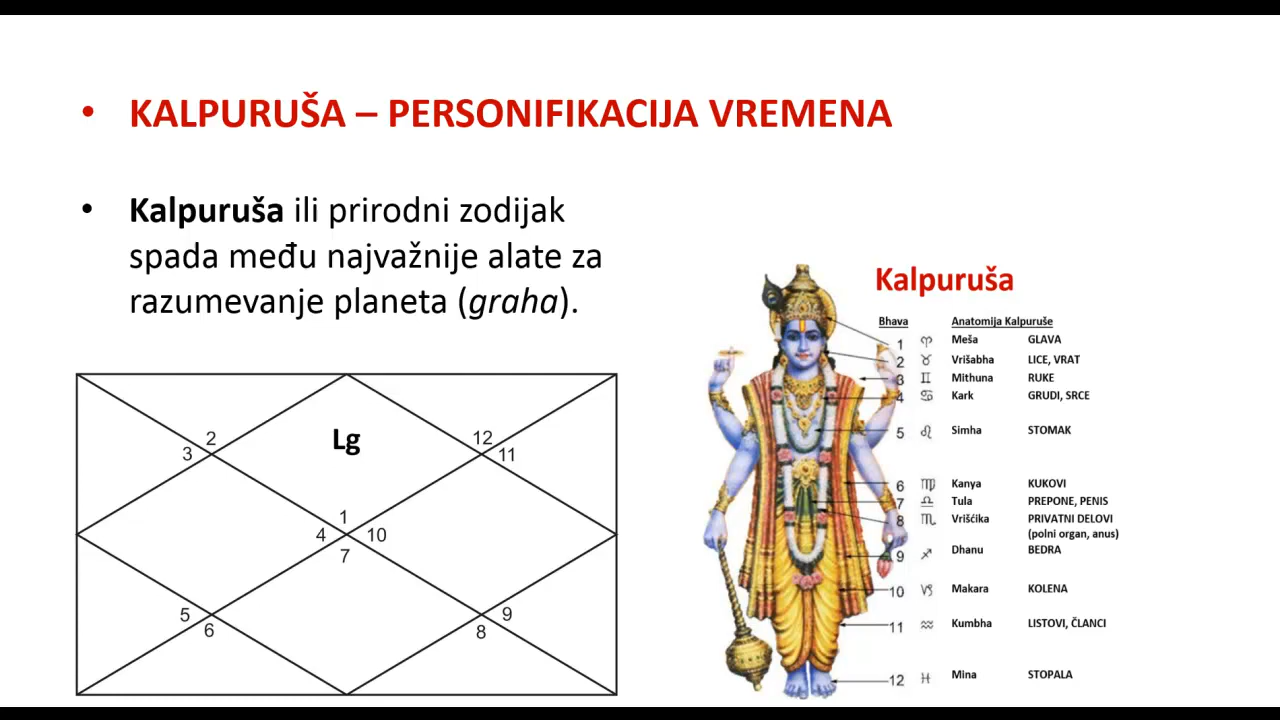 • KALPURUŠA – PERSONIFIKACIJA VREMENA
• Kalpuruša ili prirodni zodijak
spada među najvažnije alate za
razumevanje planeta (graha).
Lg
2
12
3
11
1
4
10
7
5
9
6
8
Kalpuruša
Bhava Anatomija Kalpuruše
1 ♈ Meša GLAVA
2 ♉ Vrišabha LICE, VRAT
3 ♊ Mithuna RUKE
4 ♋ Kark GRUDI, SRCE
5 ♌ Simha STOMAK
6 ♍ Kanya KUKOVI
7 ♎ Tula PREPONE, PENIS
8 ♏ Vrišćika PRIVATNI DELOVI
(polni organ, anus)
9 ♐ Dhanu BEDRA
10 ♑ Makara KOLENA
11 ♒ Kumbha LISTOVI, ČLANCI
12 ♓ Mina STOPALA